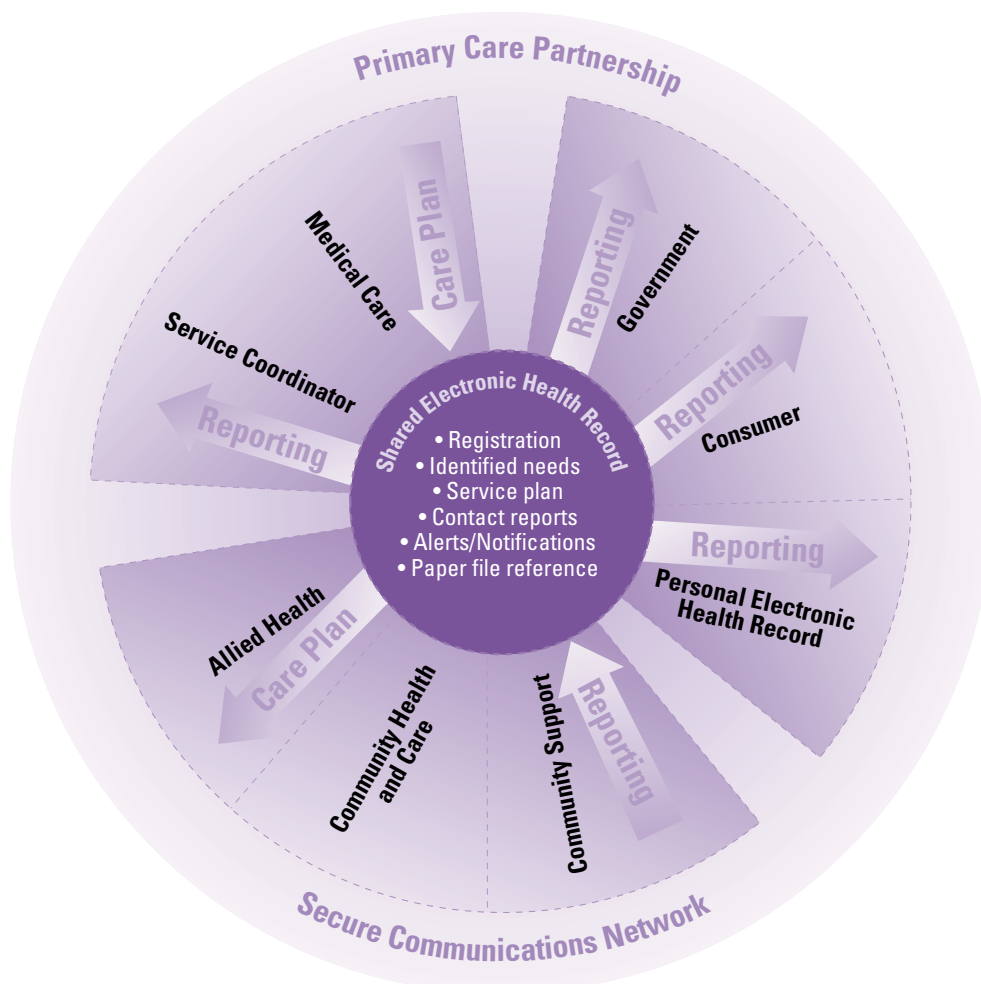 Primary Care Partnership
Care Plan
Medical Care
Service Coordinator
Reporting
Reporting
Government
Reporting
Consumer
Reporting
Personal Electronic
Health Record
Shared Electronic Health Record
• Registration
• Identified needs
• Service plan
• Contact reports
• Alerts/Notifications
• Paper file reference
Allied Health
Care Plan
Community Health
and Care
Community Support
Reporting
Secure Communications Network